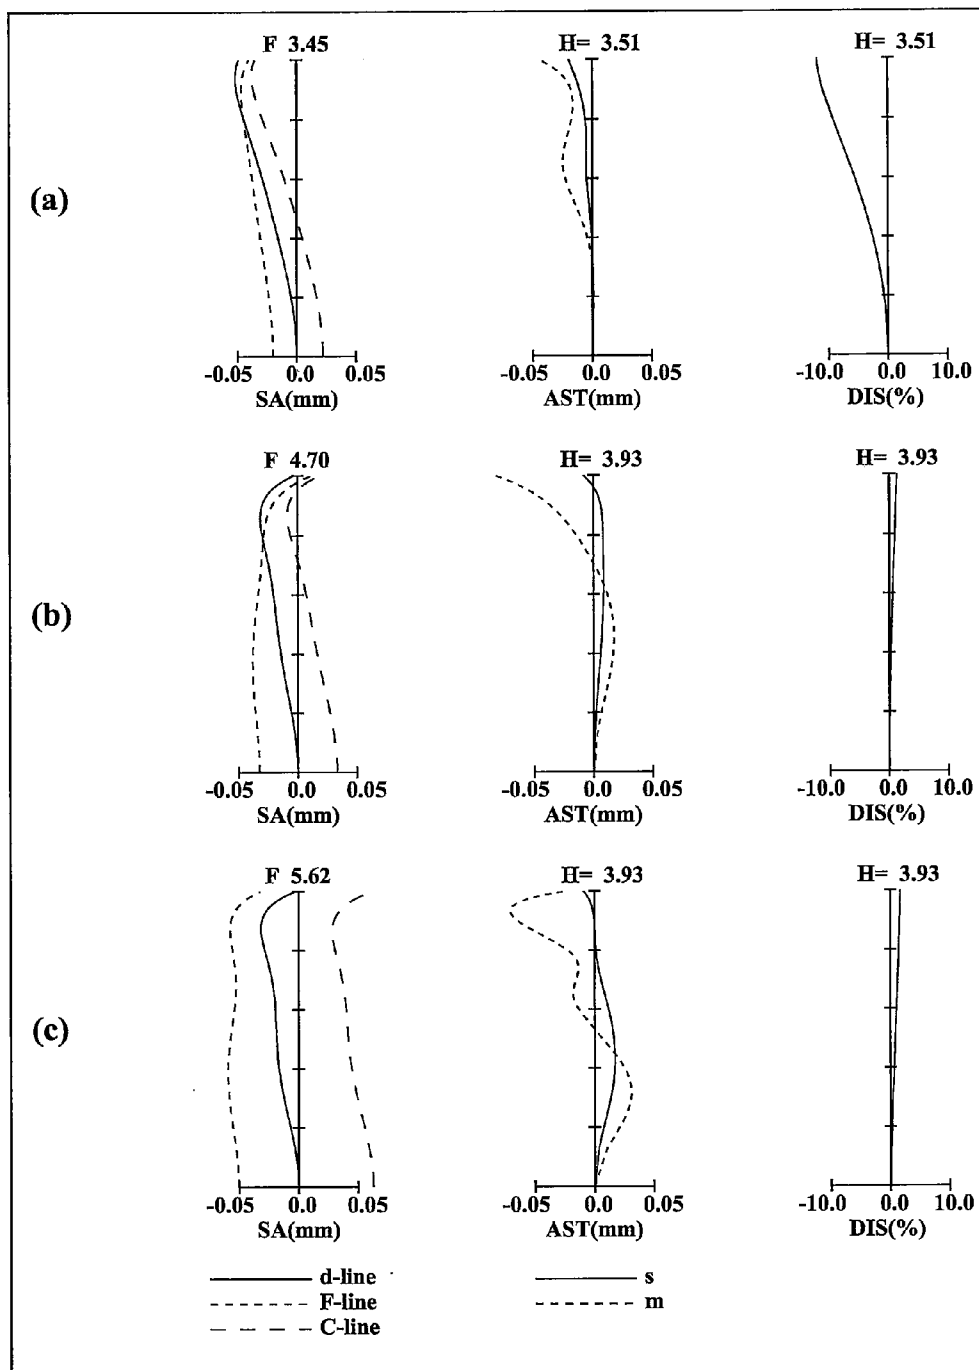 F 3.45 H= 3.51 H= 3.51
(a)
-0.05 0.0 0.05 -0.05 0.0 0.05 -10.0 0.0 10.0
SA(mm) AST(mm) DIS(%)
F 4.70 H= 3.93 H= 3.93
(b)
-0.05 0.0 0.05 -0.05 0.0 0.05 -10.0 0.0 10.0
SA(mm) AST(mm) DIS(%)
F 5.62 H= 3.93 H= 3.93
(c)
-0.05 0.0 0.05 -0.05 0.0 0.05 -10.0 0.0 10.0
SA(mm) AST(mm) DIS(%)
d-line s
F-line m
C-line